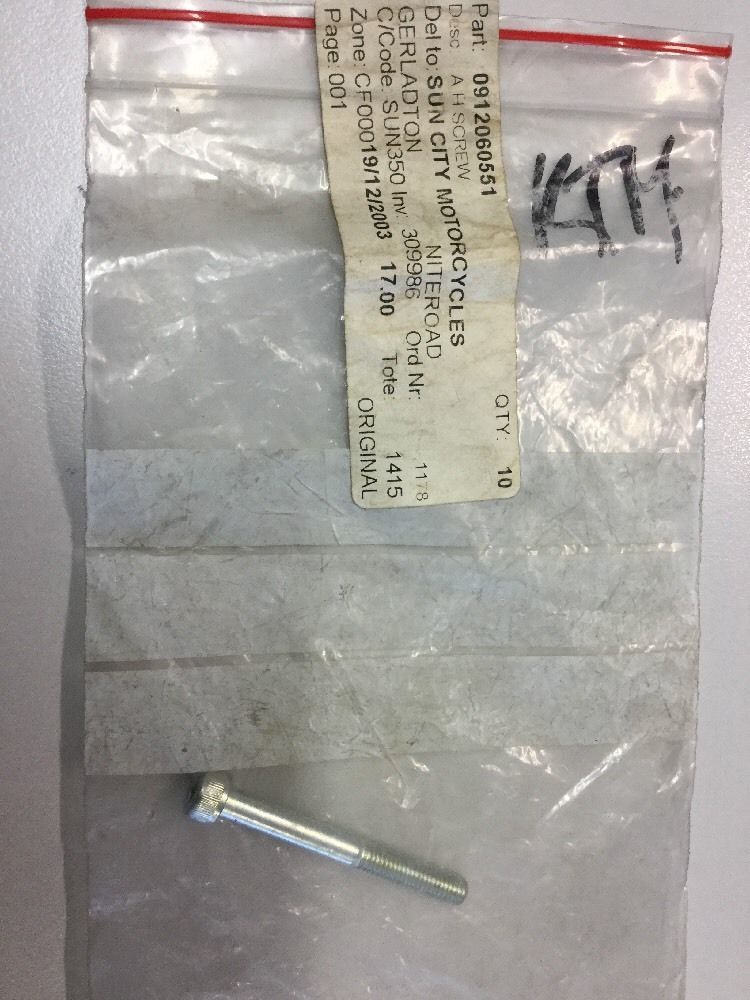 Part: 0912060551 QTY: 10
Desc: A H SCREW
Del to: SUN CITY MOTORCYCLES 1178
GERLADTON NITEROAD
C/Code: SUN350 Inv: 309986 Ord Nr:
Zone: CF00019/12/2003 17.00 Tote: 1415
Page: 001 ORIGINAL